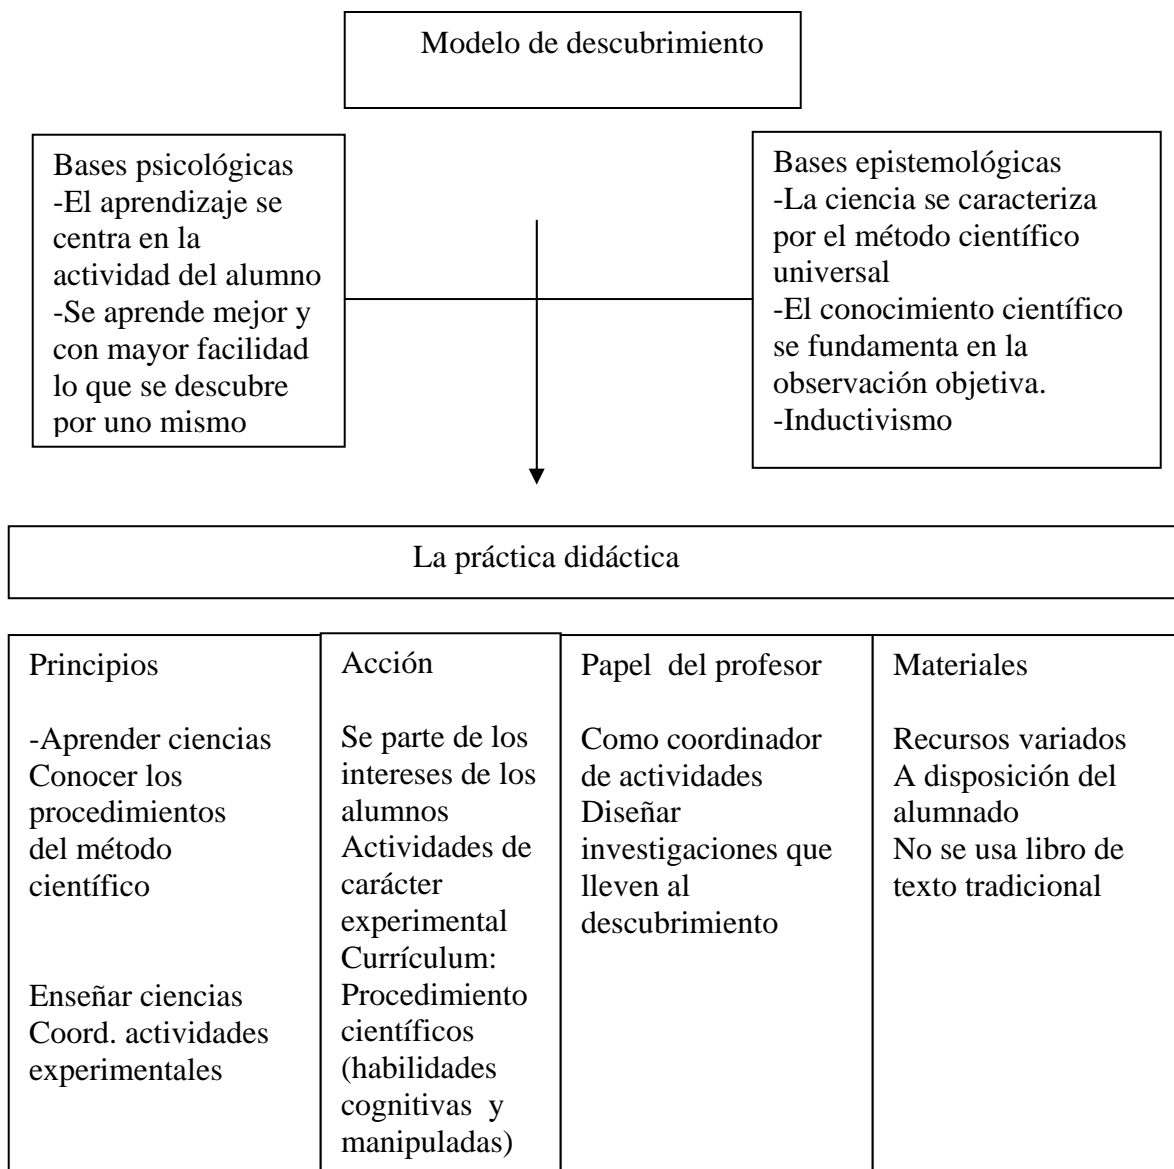 Modelo de descubrimiento
Bases psicológicas
-El aprendizaje se
centra en la
actividad del alumno
-Se aprende mejor y
con mayor facilidad
lo que se descubre
por uno mismo
Bases epistemológicas
-La ciencia se caracteriza
por el método científico
universal
-El conocimiento científico
se fundamenta en la
observación objetiva.
-Inductivismo
La práctica didáctica
Principios
-Aprender ciencias
Conocer los
procedimientos
del método
científico
Enseñar ciencias
Coord. actividades
experimentales
Acción
Se parte de los
intereses de los
alumnos
Actividades de
carácter
experimental
Currículum:
Procedimiento
científicos
(habilidades
cognitivas y
manipuladas)
Papel del profesor
Como coordinador
de actividades
Diseñar
investigaciones que
lleven al
descubrimiento
Materiales
Recursos variados
A disposición del
alumnado
No se usa libro de
texto tradicional